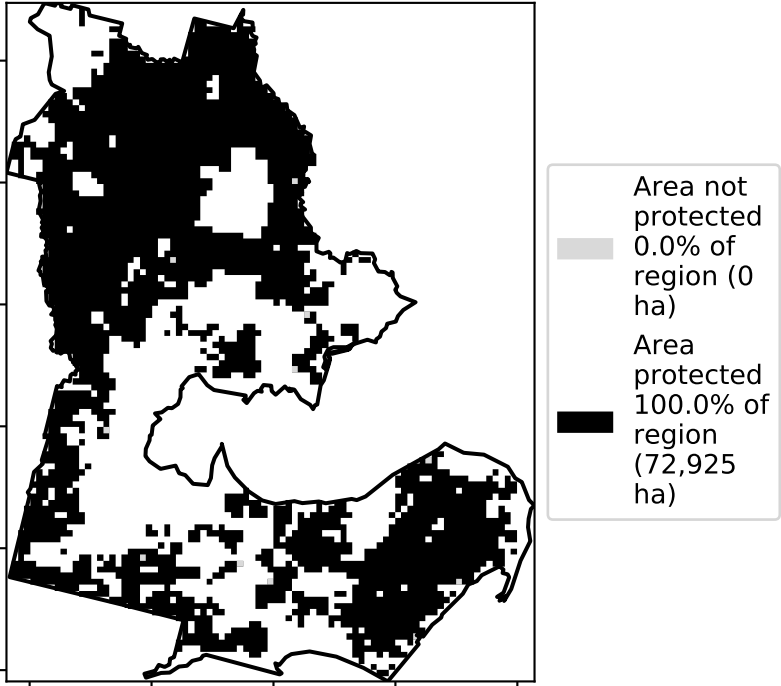 Area not
protected
0.0% of
region (0
ha)
Area
protected
100.0% of
region
(72,925
ha)